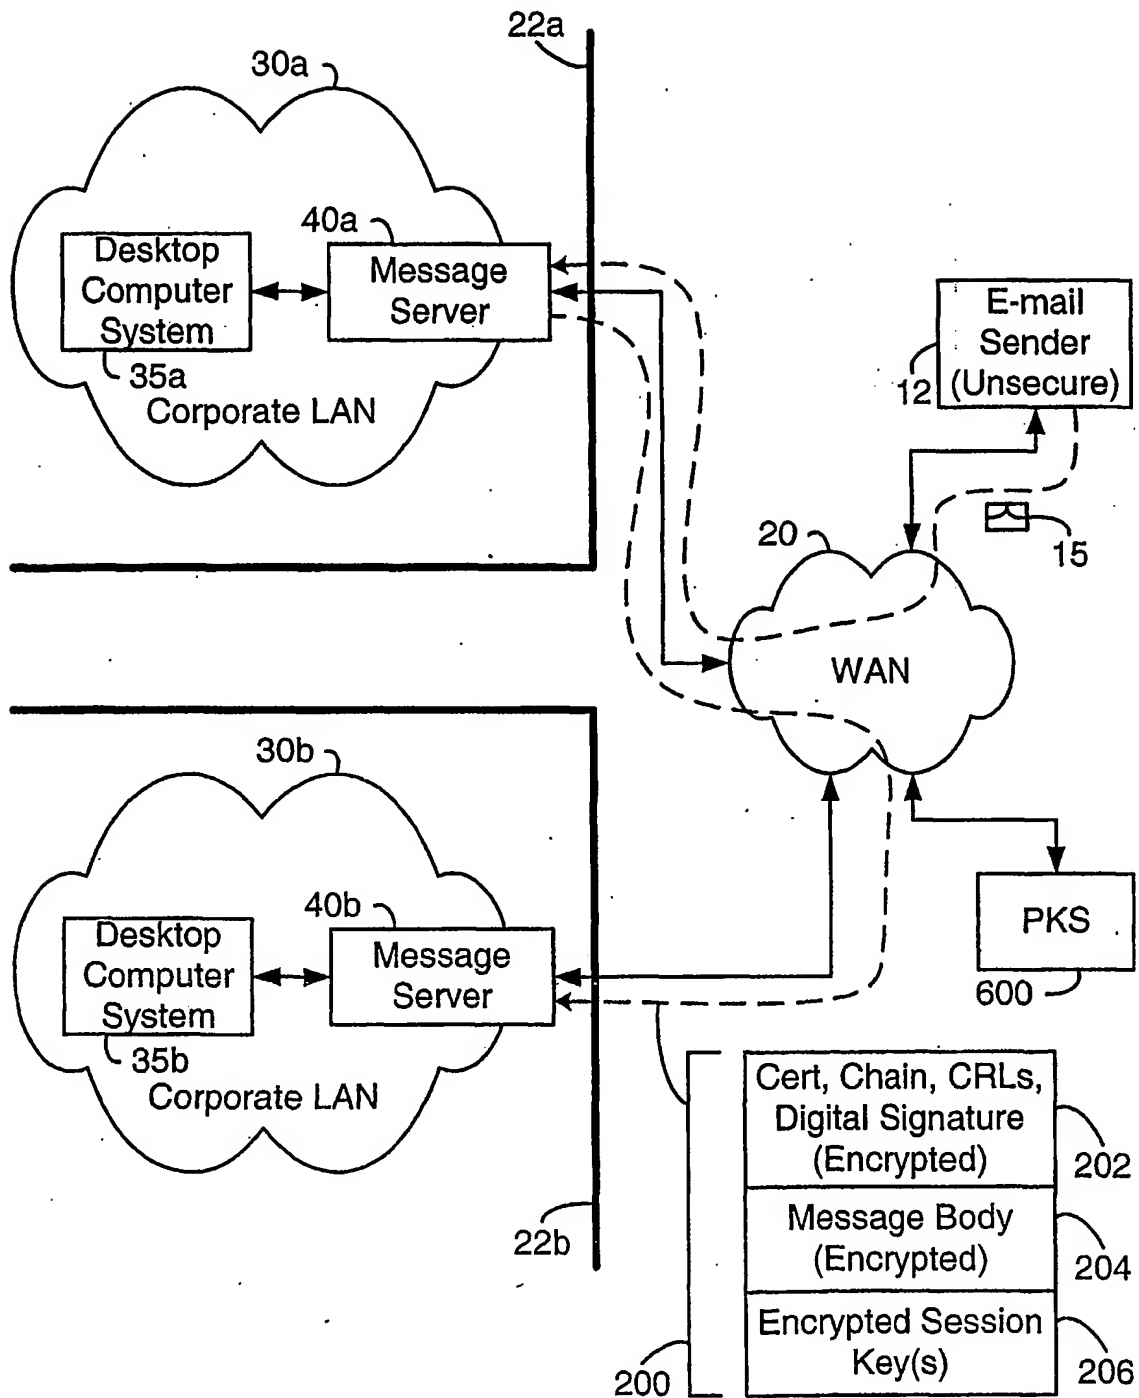 22a
30a
40a
Desktop
Computer
System
Message
Server
35a
Corporate LAN
E-mail
Sender
(Unsecure)
12
15
20
WAN
30b
40b
Desktop
Computer
System
Message
Server
35b
Corporate LAN
PKS
600
22b
Cert, Chain, CRLs,
Digital Signature
(Encrypted)
202
Message Body
(Encrypted)
204
Encrypted Session
Key(s)
206
200